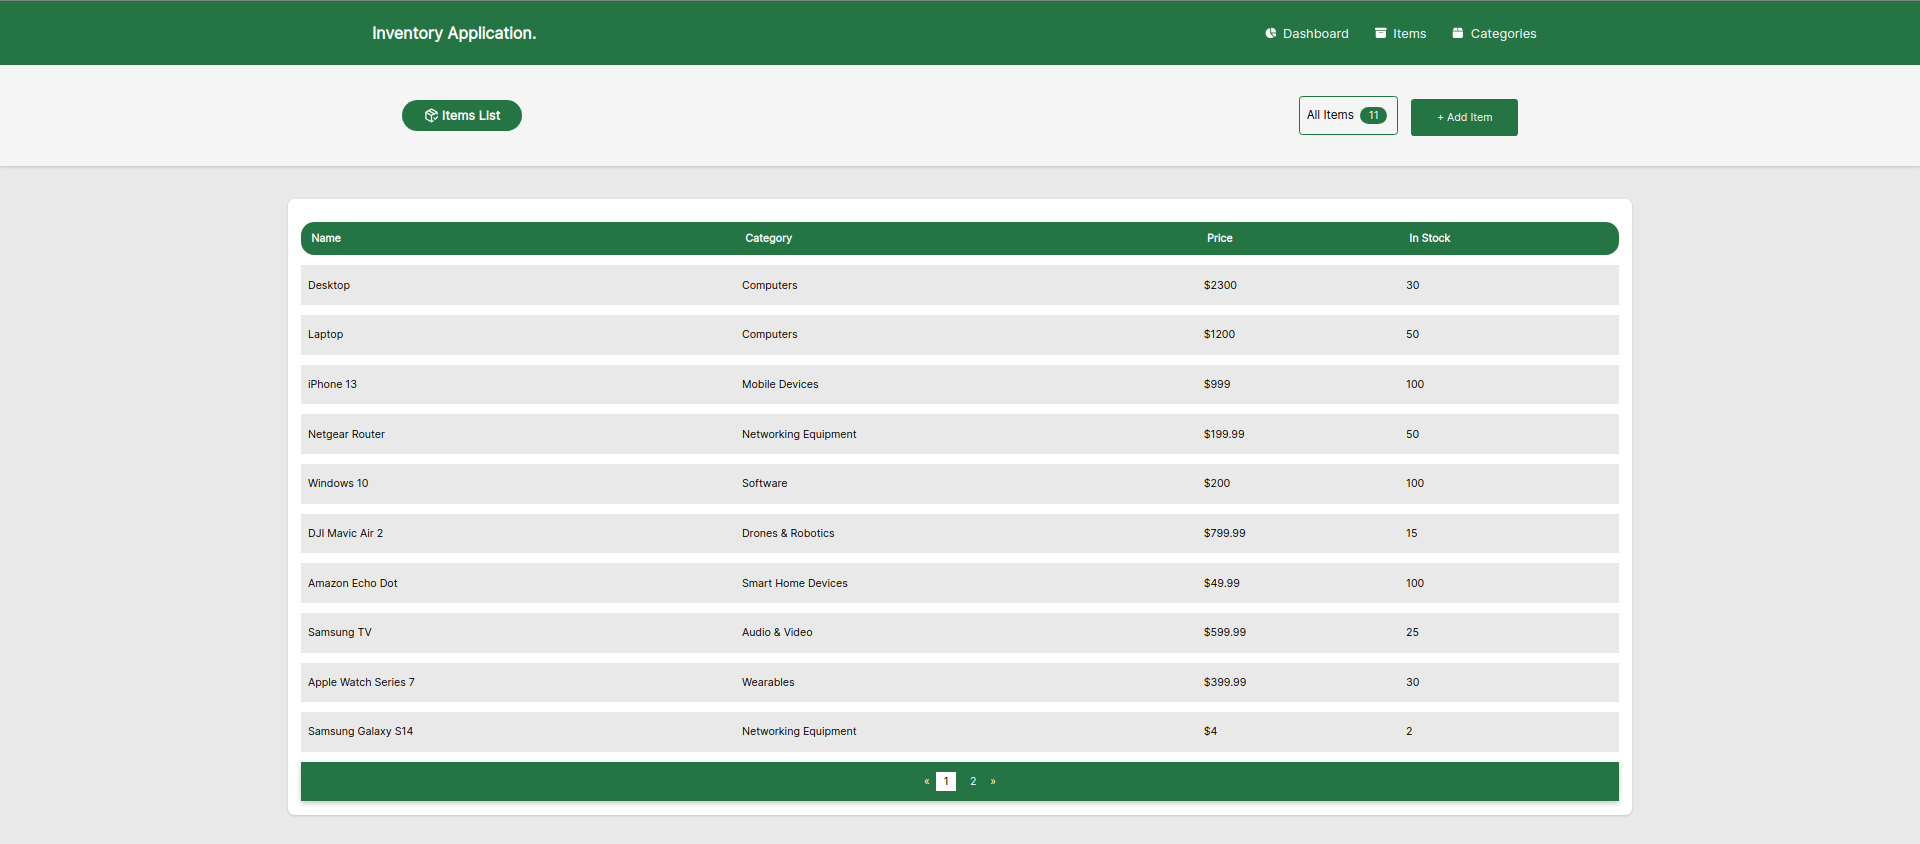 Inventory Application.
Dashboard Items Categories
Items List
All Items 11
+ Add Item
Name Category Price In Stock
Desktop Computers $2300 30
Laptop Computers $1200 50
iPhone 13 Mobile Devices $999 100
Netgear Router Networking Equipment $199.99 50
Windows 10 Software $200 100
DJI Mavic Air 2 Drones & Robotics $799.99 15
Amazon Echo Dot Smart Home Devices $49.99 100
Samsung TV Audio & Video $599.99 25
Apple Watch Series 7 Wearables $399.99 30
Samsung Galaxy S14 Networking Equipment $4 2
« 1 2 »